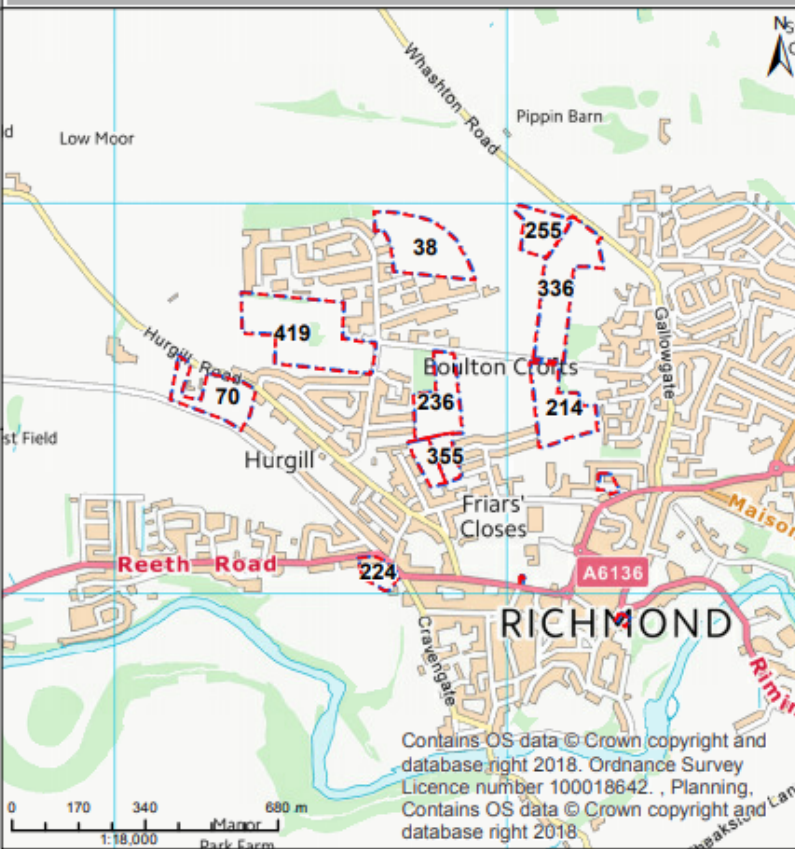 N
Whashton Road
Pippin Barn
Low Moor
255
38
336
419
Hurgill Road
Gallowgate
Boulton Crofts
70
236
214
st Field
355
Hurgill
Friars'
Closes
Maison
224
Reeth Road
A6136
RICHMOND
Cravengate
Contains OS data © Crown copyright and
database right 2018. Ordnance Survey
Licence number 100018642. , Planning,
Contains OS data © Crown copyright and
database right 2018
0 170 340 680 m
1:18,000
Manor
Park Farm